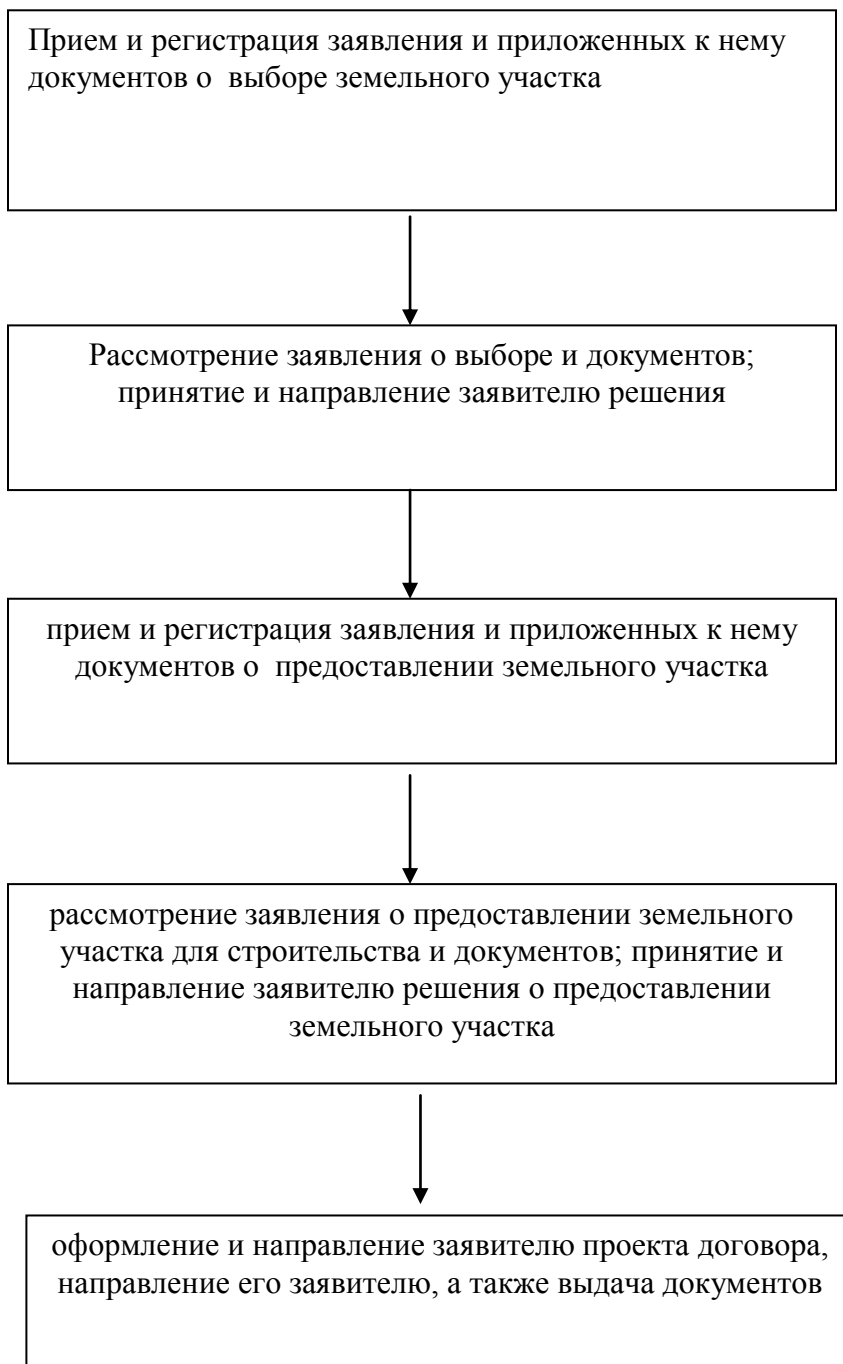 Прием и регистрация заявления и приложенных к нему
документов о  выборе земельного участка
Рассмотрение заявления о выборе и документов;
принятие и направление заявителю решения
прием и регистрация заявления и приложенных к нему
документов о  предоставлении земельного участка
рассмотрение заявления о предоставлении земельного
участка для строительства и документов; принятие и
направление заявителю решения о предоставлении
земельного участка
оформление и направление заявителю проекта договора,
направление его заявителю, а также выдача документов